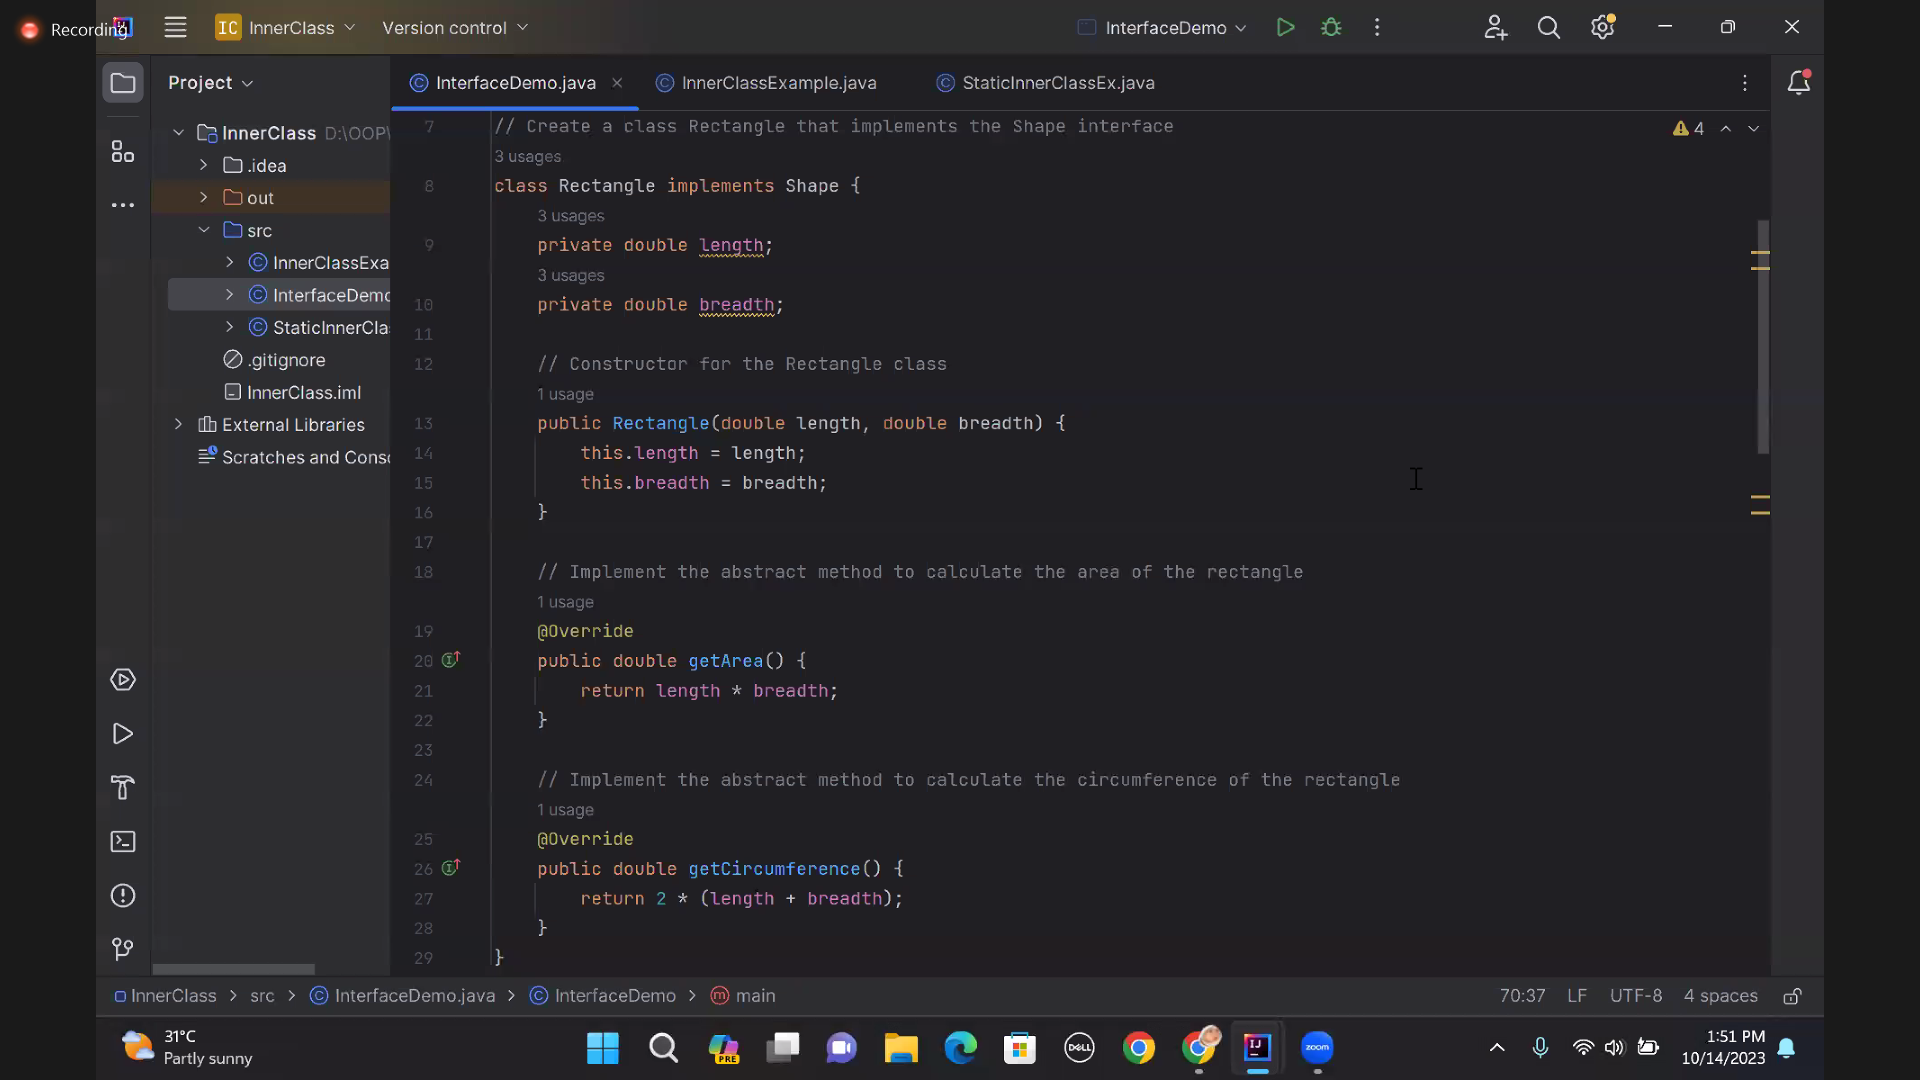 Recording
IC InnerClass
Version control
InterfaceDemo
Project
InterfaceDemo.java
InnerClassExample.java
StaticInnerClassEx.java
InnerClass D:\OOP\
.idea
out
src
InnerClassExa
InterfaceDemo
StaticInnerCla
.gitignore
InnerClass.iml
External Libraries
Scratches and Conso
4
7 // Create a class Rectangle that implements the Shape interface
3 usages
8 class Rectangle implements Shape {
3 usages
9 private double length;
3 usages
10 private double breadth;
11
12 // Constructor for the Rectangle class
1 usage
13 public Rectangle(double length, double breadth) {
14 this.length = length;
15 this.breadth = breadth;
16 }
17
18 // Implement the abstract method to calculate the area of the rectangle
1 usage
19 @Override
20 public double getArea() {
21 return length * breadth;
22 }
23
24 // Implement the abstract method to calculate the circumference of the rectangle
1 usage
25 @Override
26 public double getCircumference() {
27 return 2 * (length + breadth);
28 }
29 }
InnerClass > src > InterfaceDemo.java > InterfaceDemo > main
70:37 LF UTF-8 4 spaces
31°C
Partly sunny
PRE
DELL
zoom
1:51 PM
10/14/2023